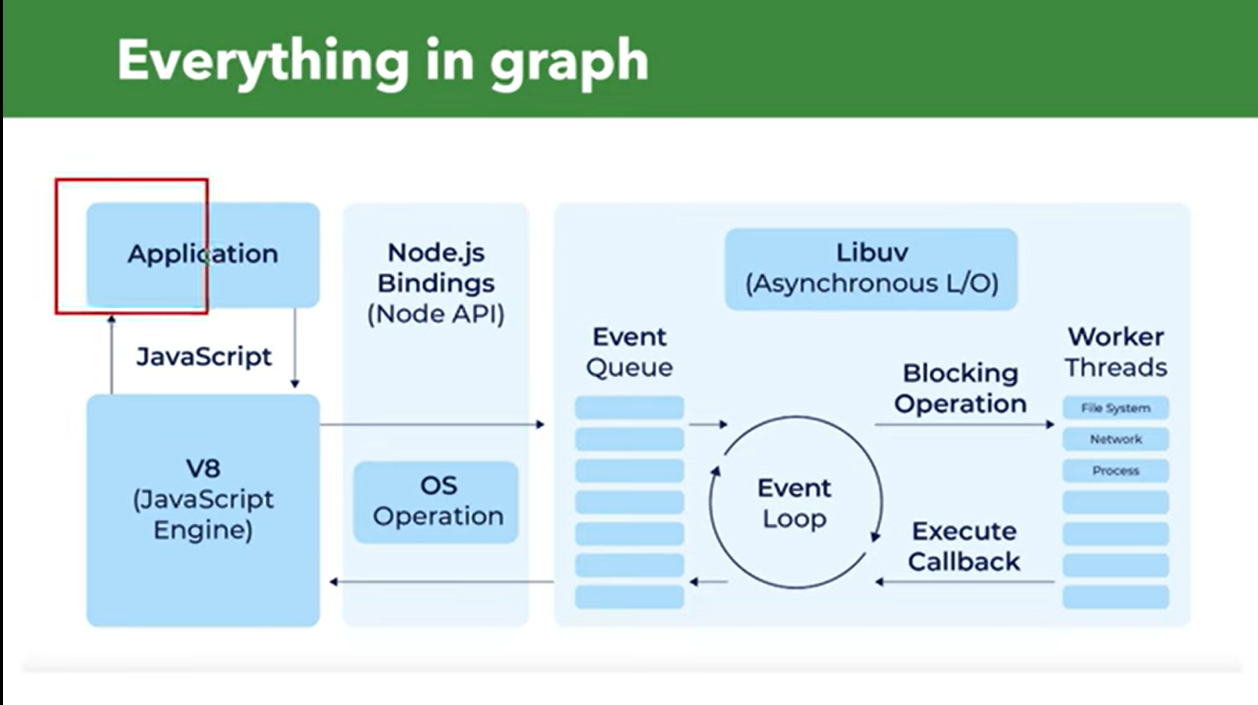 Everything in graph
Application
JavaScript
V8
(JavaScript
Engine)
Node.js
Bindings
(Node API)
OS
Operation
Libuv
(Asynchronous L/O)
Event
Queue
Event
Loop
Blocking
Operation
Execute
Callback
Worker
Threads
File System
Network
Process